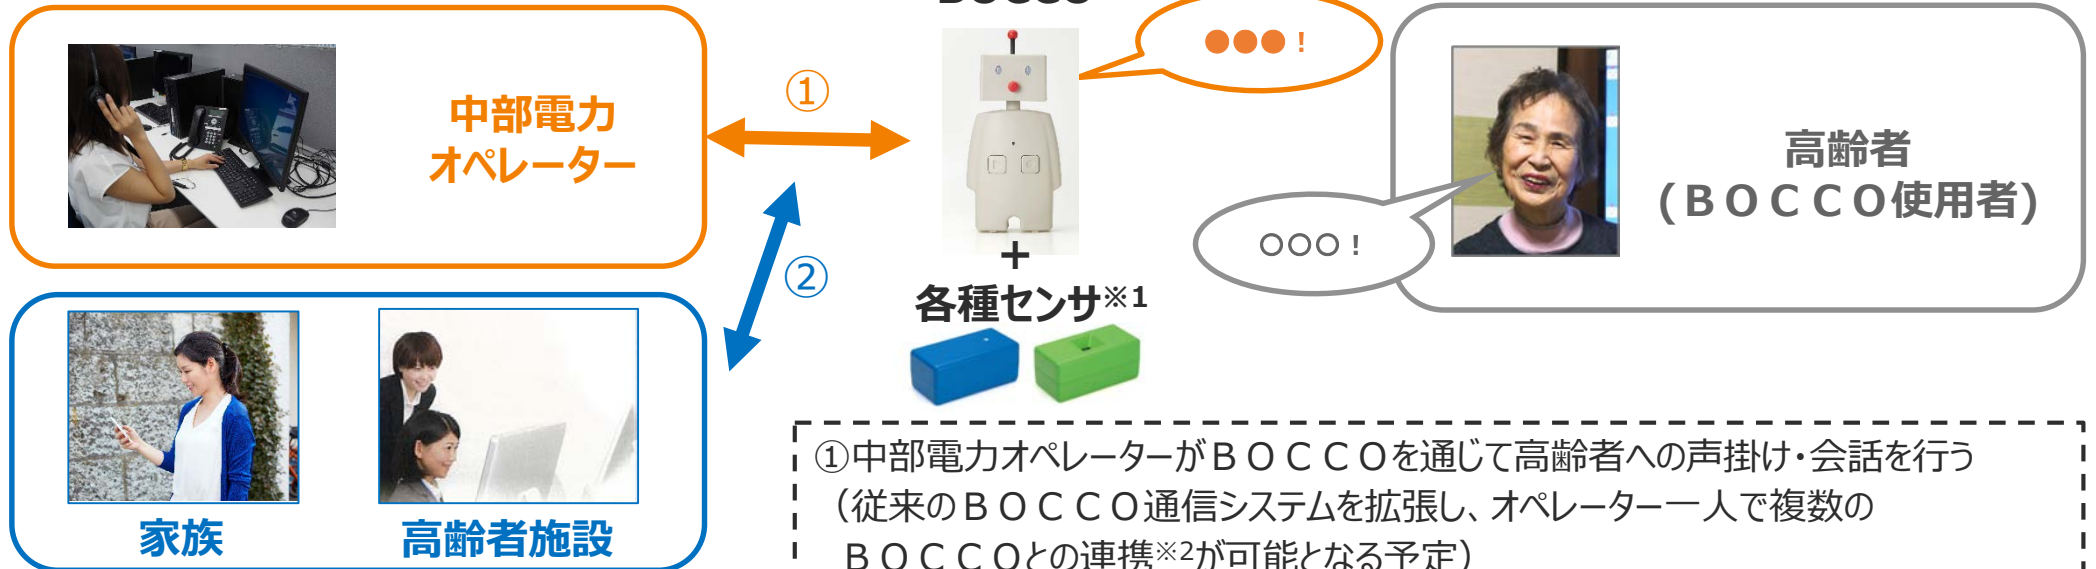 BOCCO
●●●！
①
中部電力
オペレーター
高齢者
(ＢＯＣＣＯ使用者)
○○○！
②
＋
各種センサ※1
家族
高齢者施設
①中部電力オペレーターがＢＯＣＣＯを通じて高齢者への声掛け・会話を行う
（従来のＢＯＣＣＯ通信システムを拡張し、オペレーター一人で複数の
ＢＯＣＣＯとの連携※2が可能となる予定）